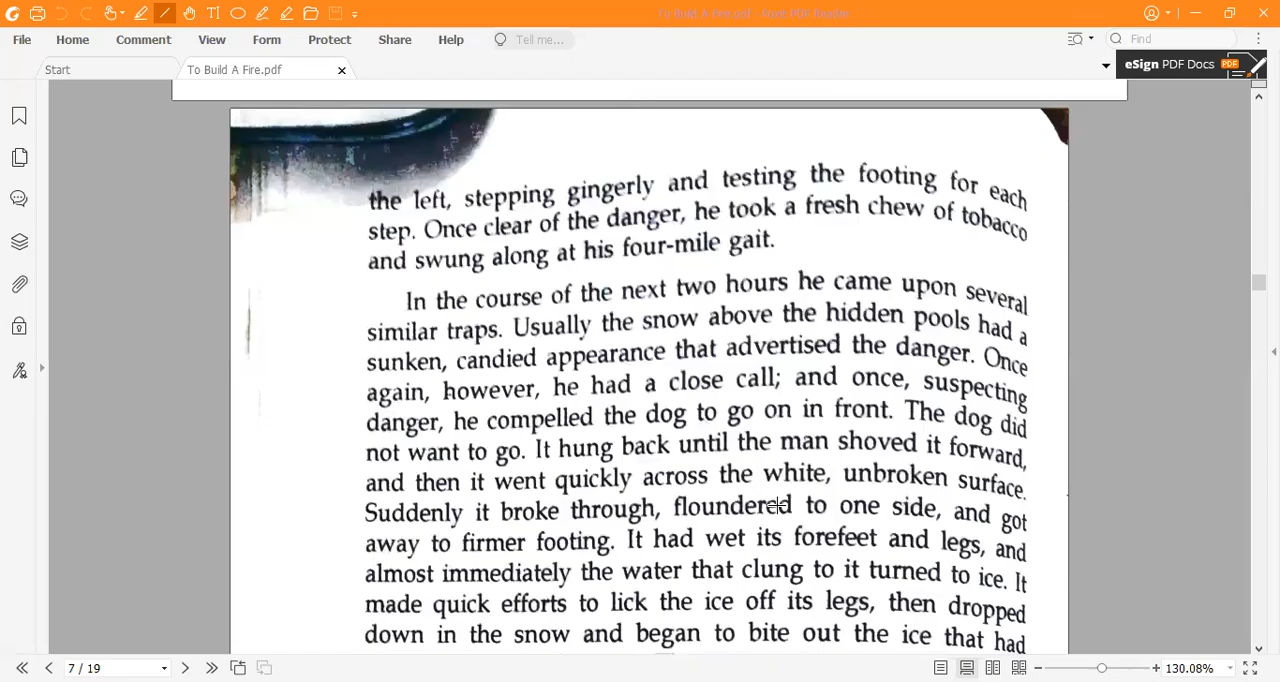 To Build A Fire.pdf - Foxit PDF Reader
File Home Comment View Form Protect Share Help Tell me... Find
Start To Build A Fire.pdf eSign PDF Docs PDF
the left, stepping gingerly and testing the footing for each
step. Once clear of the danger, he took a fresh chew of tobacco
and swung along at his four-mile gait.
In the course of the next two hours he came upon several
similar traps. Usually the snow above the hidden pools had a
sunken, candied appearance that advertised the danger. Once
again, however, he had a close call; and once, suspecting
danger, he compelled the dog to go on in front. The dog did
not want to go. It hung back until the man shoved it forward,
and then it went quickly across the white, unbroken surface.
Suddenly it broke through, floundered to one side, and got
away to firmer footing. It had wet its forefeet and legs, and
almost immediately the water that clung to it turned to ice. It
made quick efforts to lick the ice off its legs, then dropped
down in the snow and began to bite out the ice that had
7 / 19 130.08%